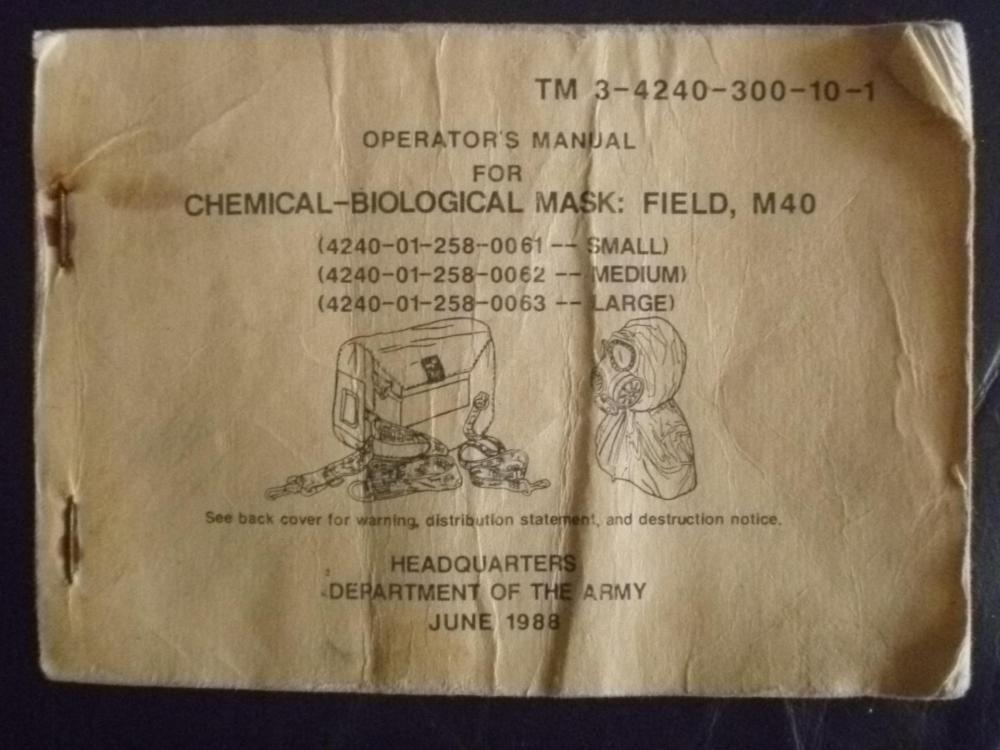 TM 3-4240-300-10-1
OPERATOR'S MANUAL
FOR
CHEMICAL-BIOLOGICAL MASK: FIELD, M40
(4240-01-258-0061 -- SMALL)
(4240-01-258-0062 -- MEDIUM)
(4240-01-258-0063 -- LARGE)
See back cover for warning, distribution statement, and destruction notice.
HEADQUARTERS
DEPARTMENT OF THE ARMY
JUNE 1988